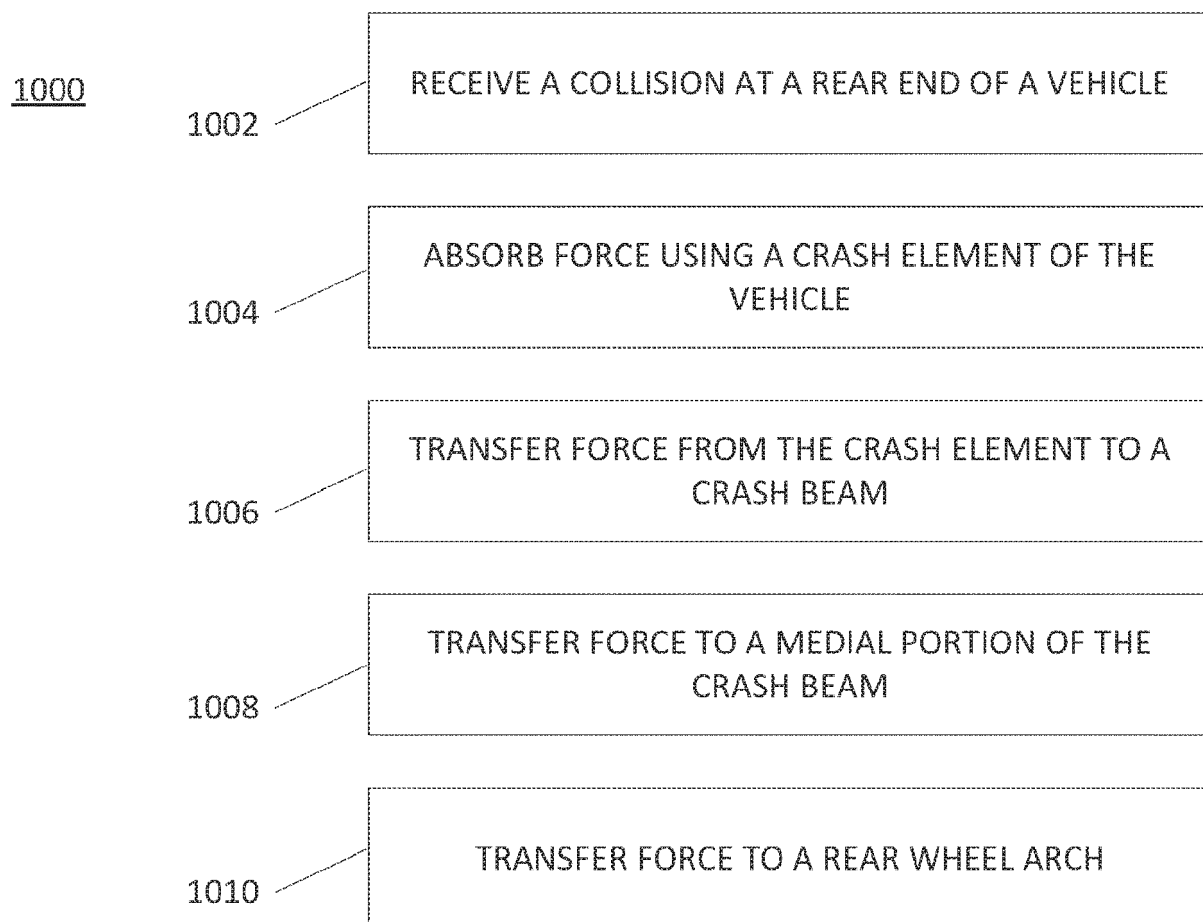 1000
RECEIVE A COLLISION AT A REAR END OF A VEHICLE
1002
ABSORB FORCE USING A CRASH ELEMENT OF THE
VEHICLE
1004
TRANSFER FORCE FROM THE CRASH ELEMENT TO A
CRASH BEAM
1006
TRANSFER FORCE TO A MEDIAL PORTION OF THE
CRASH BEAM
1008
TRANSFER FORCE TO A REAR WHEEL ARCH
1010